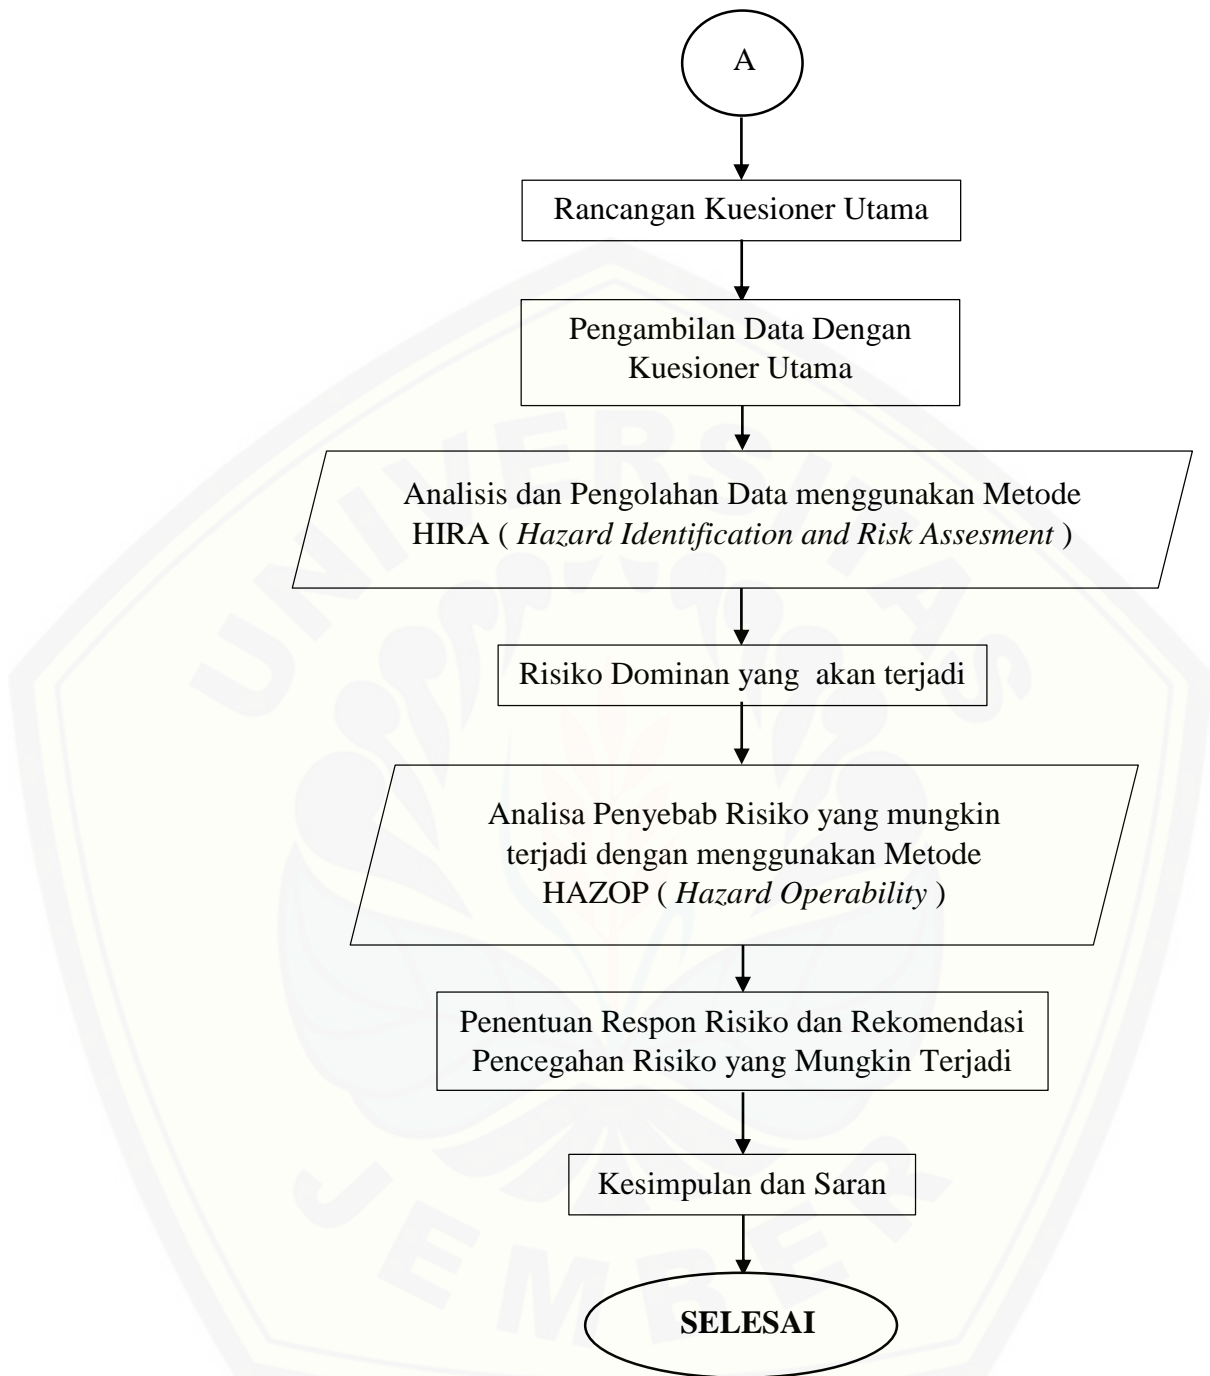 A
Rancangan Kuesioner Utama
Pengambilan Data Dengan
Kuesioner Utama
Analisis dan Pengolahan Data menggunakan Metode
HIRA ( Hazard Identification and Risk Assesment )
Risiko Dominan yang  akan terjadi
Analisa Penyebab Risiko yang mungkin
terjadi dengan menggunakan Metode
HAZOP ( Hazard Operability )
Penentuan Respon Risiko dan Rekomendasi
Pencegahan Risiko yang Mungkin Terjadi
Kesimpulan dan Saran
SELESAI
UNIVERSITAS
JEMBER